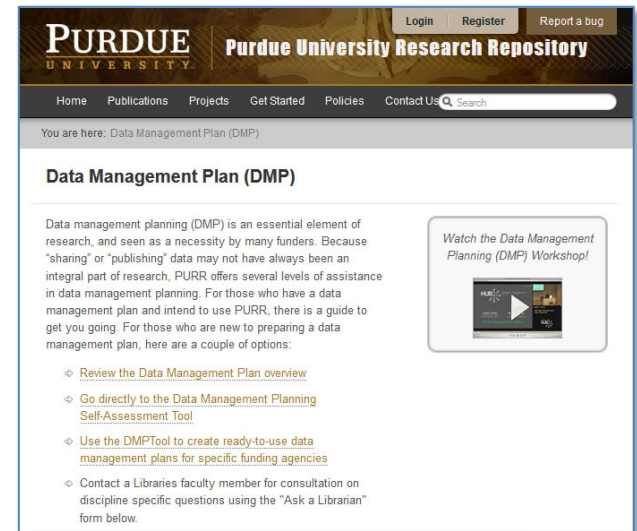 Login Register Report a bug
PURDUE
UNIVERSITY
Purdue University Research Repository
Home Publications Projects Get Started Policies Contact Us Search
You are here: Data Management Plan (DMP)
Data Management Plan (DMP)
Data management planning (DMP) is an essential element of
research, and seen as a necessity by many funders. Because
“sharing” or “publishing” data may not have always been an
integral part of research, PURR offers several levels of assistance
in data management planning. For those who have a data
management plan and intend to use PURR, there is a guide to
get you going. For those who are new to preparing a data
management plan, here are a couple of options:
Review the Data Management Plan overview
Go directly to the Data Management Planning
Self-Assessment Tool
Use the DMPTool to create ready-to-use data
management plans for specific funding agencies
Contact a Libraries faculty member for consultation on
discipline specific questions using the "Ask a Librarian"
form below.
Watch the Data Management
Planning (DMP) Workshop!
HUB